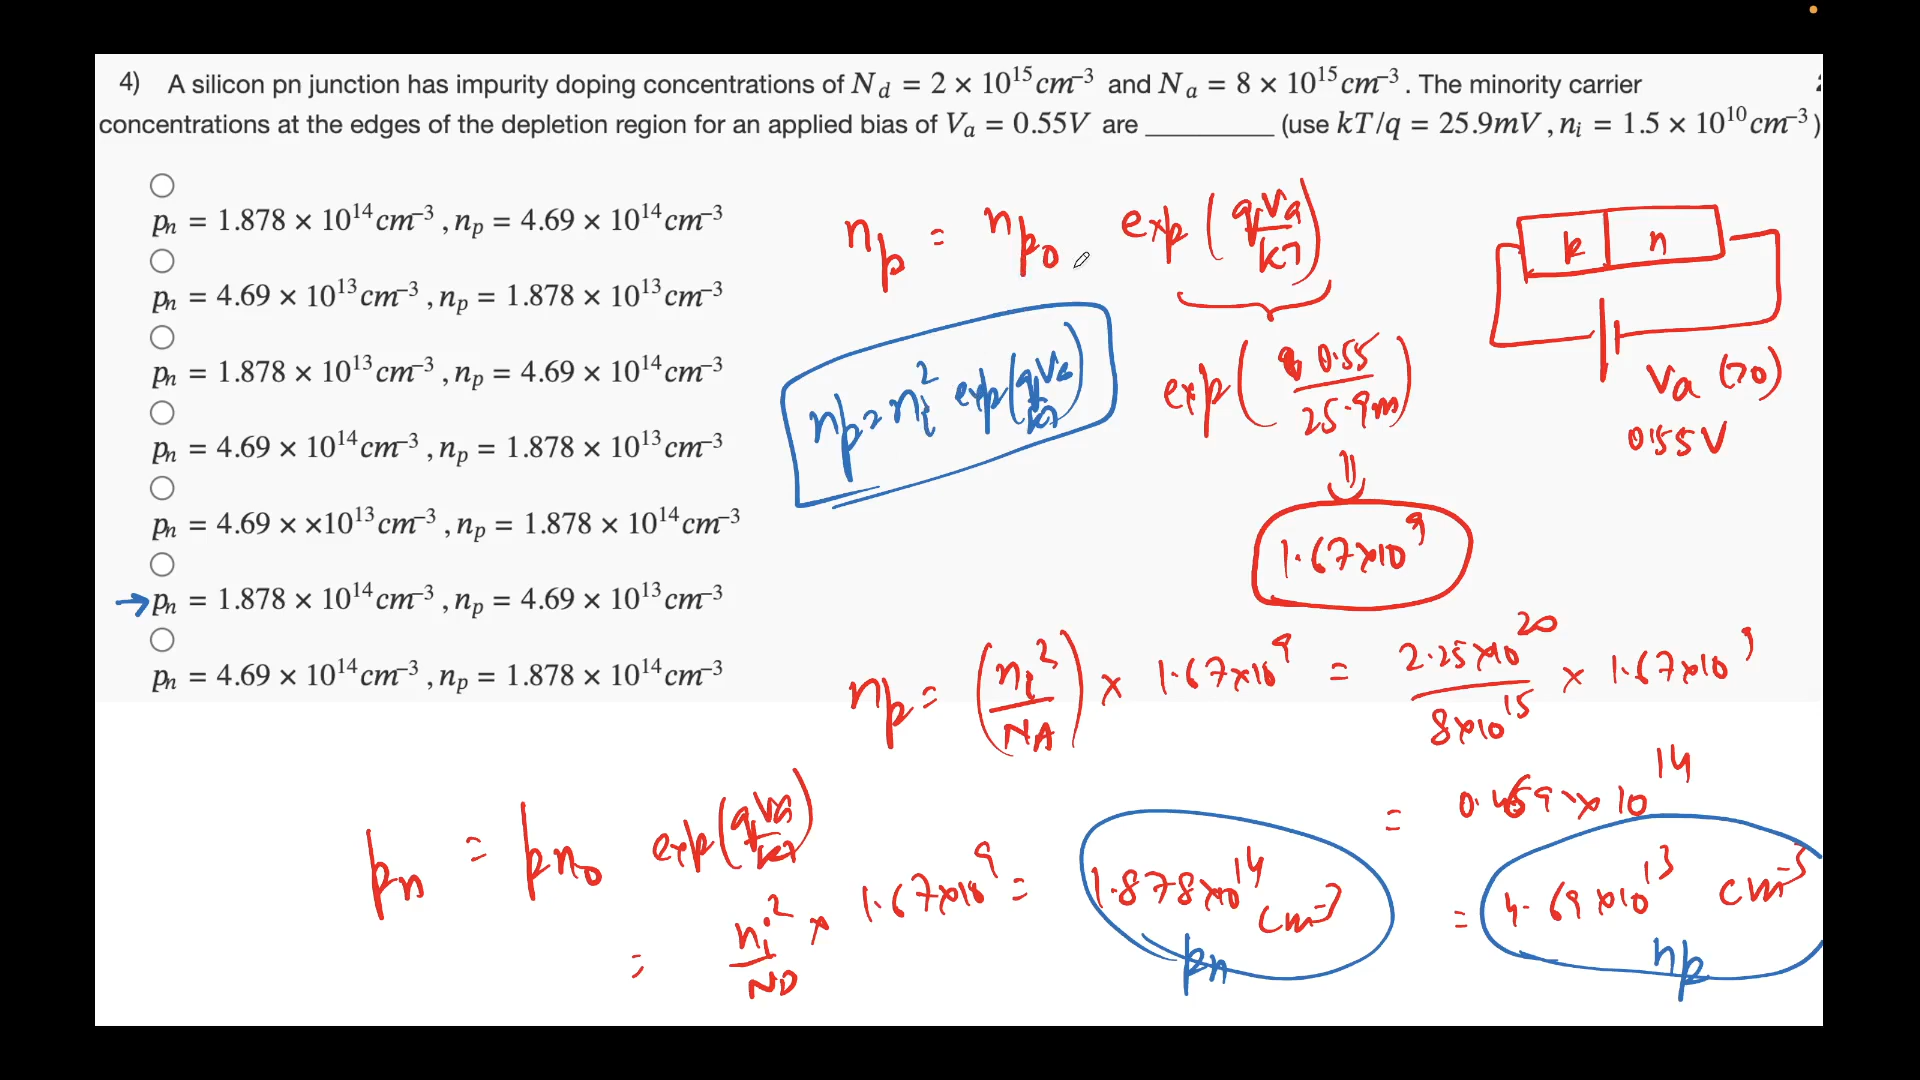 4) A silicon pn junction has impurity doping concentrations of N_d = 2 × 10^15 cm^-3 and N_a = 8 × 10^15 cm^-3. The minority carrier
concentrations at the edges of the depletion region for an applied bias of V_a = 0.55V are ________ (use kT/q = 25.9mV, n_i = 1.5 × 10^10 cm^-3)
p_n = 1.878 × 10^14 cm^-3, n_p = 4.69 × 10^14 cm^-3
p_n = 4.69 × 10^13 cm^-3, n_p = 1.878 × 10^13 cm^-3
p_n = 1.878 × 10^13 cm^-3, n_p = 4.69 × 10^14 cm^-3
p_n = 4.69 × 10^14 cm^-3, n_p = 1.878 × 10^13 cm^-3
p_n = 4.69 × ×10^13 cm^-3, n_p = 1.878 × 10^14 cm^-3
→ p_n = 1.878 × 10^14 cm^-3, n_p = 4.69 × 10^13 cm^-3
p_n = 4.69 × 10^14 cm^-3, n_p = 1.878 × 10^14 cm^-3
n_p = n_p0 exp(qVa/kT)
p n
Va (>0)
0.55V
np = n_i^2 exp(qVa/kT)
exp(0.55/25.9m)
1.67×10^9
n_p = (n_i^2/NA) × 1.67×10^9 = 2.25×10^20/8×10^15 × 1.67×10^9
= 0.469 × 10^14
= 4.69 × 10^13 cm^-3
n_p
p_n = p_n0 exp(qVa/kT)
= n_i^2/ND × 1.67×10^9 = 1.878×10^14 cm^-3
p_n